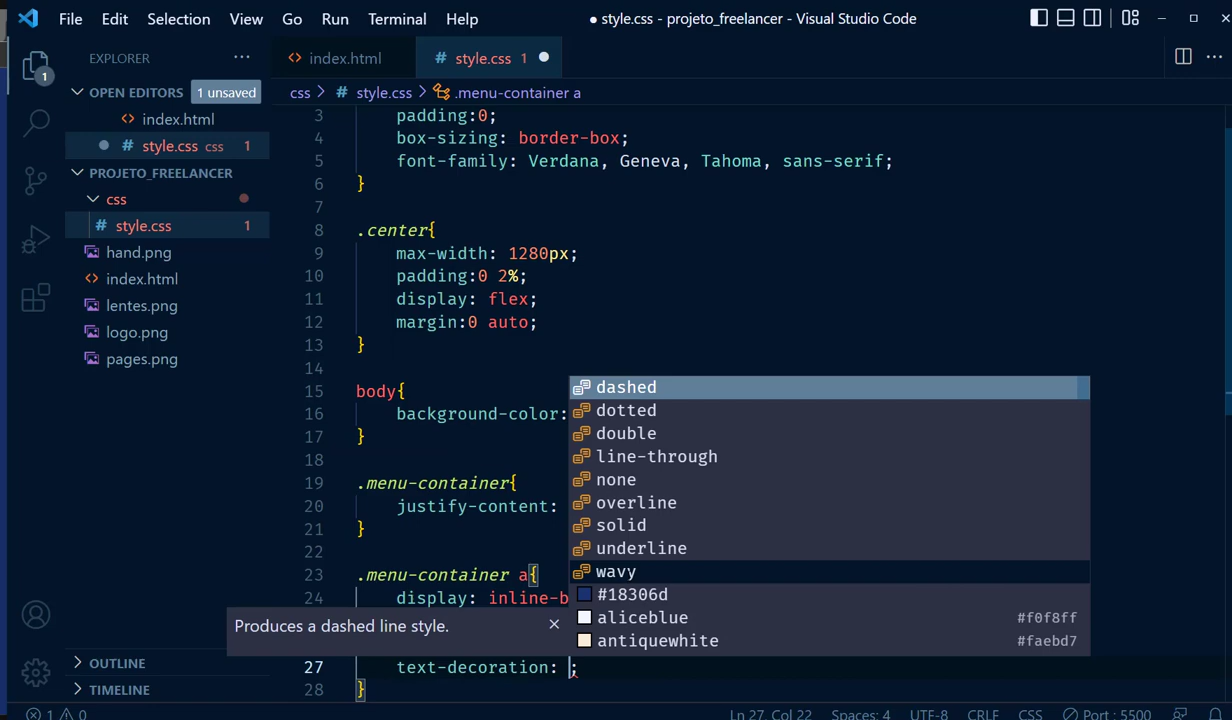 File Edit Selection View Go Run Terminal Help ● style.css - projeto_freelancer - Visual Studio Code
EXPLORER
index.html
# style.css 1
OPEN EDITORS 1 unsaved
css > # style.css > .menu-container a
index.html
# style.css css 1
PROJETO_FREELANCER
css
# style.css 1
hand.png
index.html
lentes.png
logo.png
pages.png
OUTLINE
TIMELINE
1
3 padding:0;
4 box-sizing: border-box;
5 font-family: Verdana, Geneva, Tahoma, sans-serif;
6 }
7
8 .center{
9 max-width: 1280px;
10 padding:0 2%;
11 display: flex;
12 margin:0 auto;
13 }
14
15 body{
16 background-color:
17 }
18
19 .menu-container{
20 justify-content:
21 }
22
23 .menu-container a{
24 display: inline-b
27 text-decoration: ;
28 }
dashed
dotted
double
line-through
none
overline
solid
underline
wavy
#18306d
aliceblue #f0f8ff
antiquewhite #faebd7
Produces a dashed line style.
1 0 Ln 27, Col 22 Spaces: 4 UTF-8 CRLF CSS Port : 5500